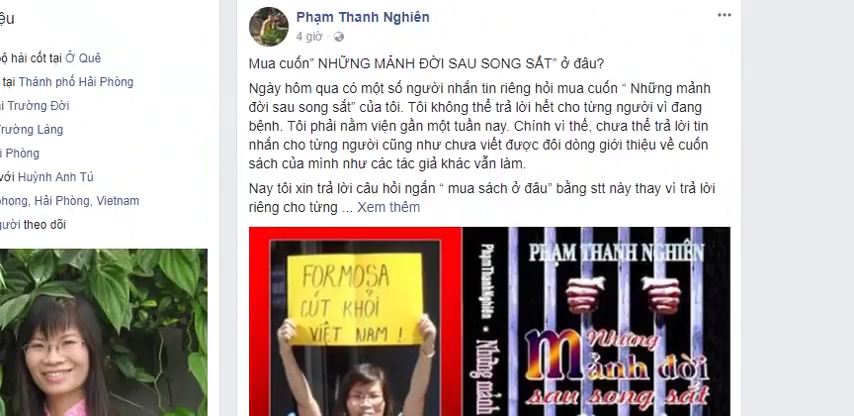 ệu
Phạm Thanh Nghiên
4 giờ
ộ hải cốt tại Ở Quê
tại Thành phố Hải Phòng
i Trường Đời
Trường Làng
i Phòng
với Huỳnh Anh Tú
phong, Hải Phòng, Vietnam
gười theo dõi
Mua cuốn" NHỮNG MẢNH ĐỜI SAU SONG SẮT" ở đâu?
Ngày hôm qua có một số người nhắn tin riêng hỏi mua cuốn " Những mảnh
đời sau song sắt" của tôi. Tôi không thể trả lời hết cho từng người vì đang
bệnh. Tôi phải nằm viện gần một tuần nay. Chính vì thế, chưa thể trả lời tin
nhắn cho từng người cũng như chưa viết được đôi dòng giới thiệu về cuốn
sách của mình như các tác giả khác vẫn làm.
Nay tôi xin trả lời câu hỏi ngắn " mua sách ở đâu" bằng stt này thay vì trả lời
riêng cho từng ... Xem thêm
FORMOSA
CÚT KHỎI
VIỆT NAM !
Phạm Thanh Nghiên • Những mảnh
PHẠM THANH NGHIÊN
Những
mảnh đời
sau song sắt